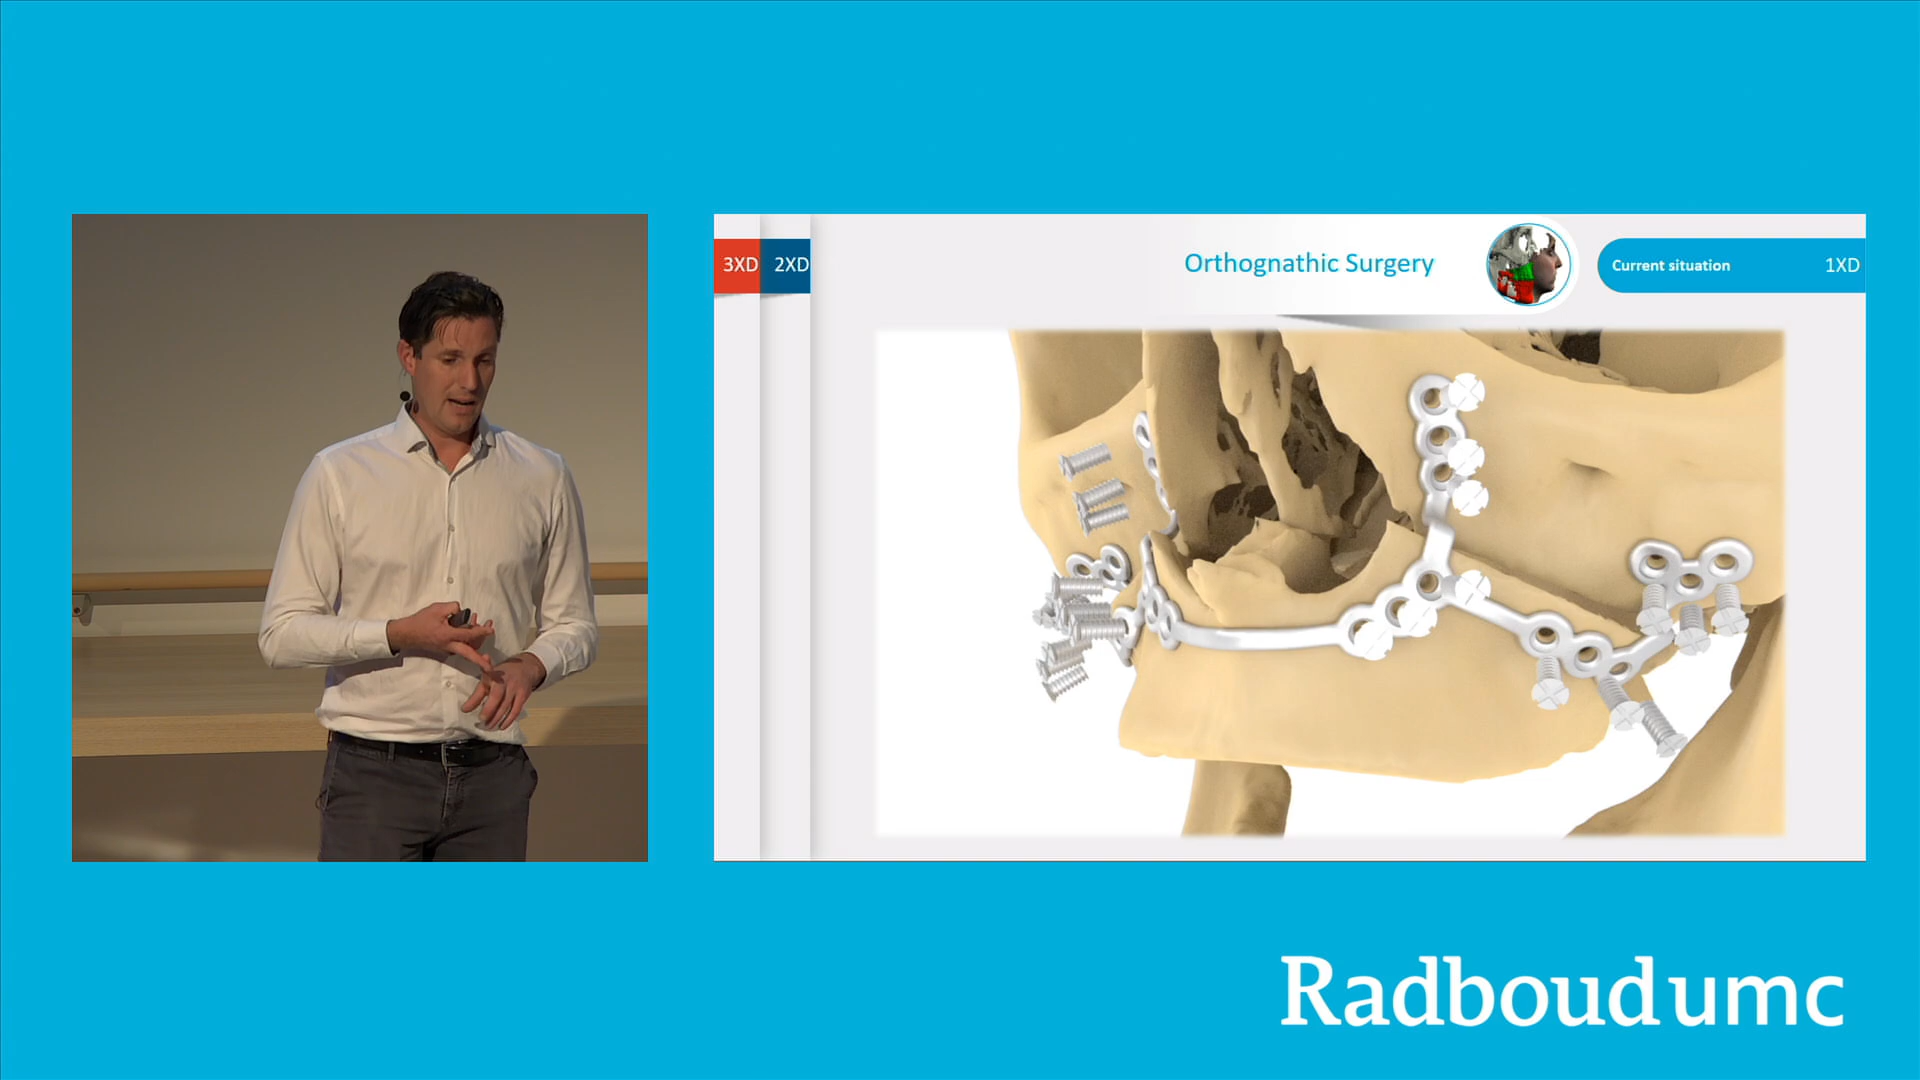 3XD
2XD
Orthognathic Surgery
Current situation
1XD
Radboudumc